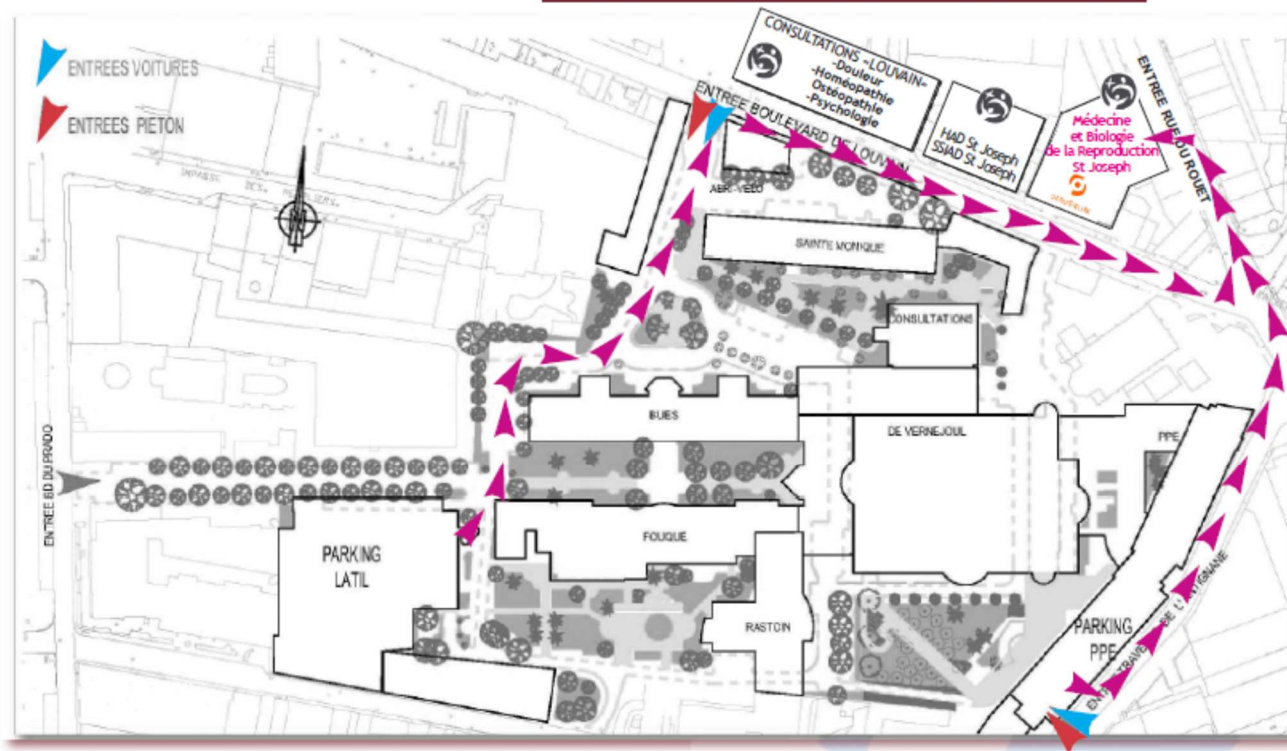 ENTREES VOITURES
ENTREES PIETON
CONSULTATIONS «LOUVAIN»
-Douleur
-Homéopathie
Ostéopathie
-Psychologie
ENTREE BOULEVARD DE LOUVAIN
HAD St Joseph
SSIAD St Joseph
Médecine
et Biologie
de la Reproduction
St Joseph
ENTREE RUE DU ROUET
ABRI-VELO
SAINTE MONIQUE
CONSULTATIONS
BUES
DE VERNEJOUL
PPE
ENTREE BD DU PRADO
PARKING
LATIL
FOUQUE
RASTOIN
PARKING
PPE
DE L'